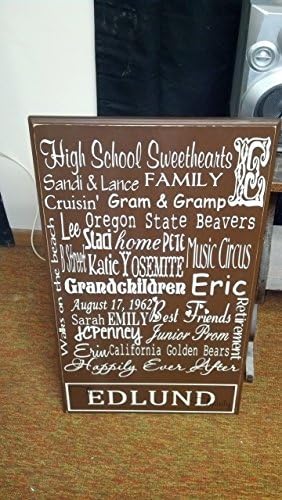 High School Sweethearts
E
Sandi & Lance FAMILY
Cruisin' Gram & Gramp
Lee Oregon State Beavers
Staci home PETE Music Circus
J Street Katie YOSEMITE
Walks on the beach
Grandchildren Eric
August 17, 1962 Best Friends
Sarah EMILY
Retirement
JCPenney Junior Prom
Erin California Golden Bears
Happily Ever After
EDLUND